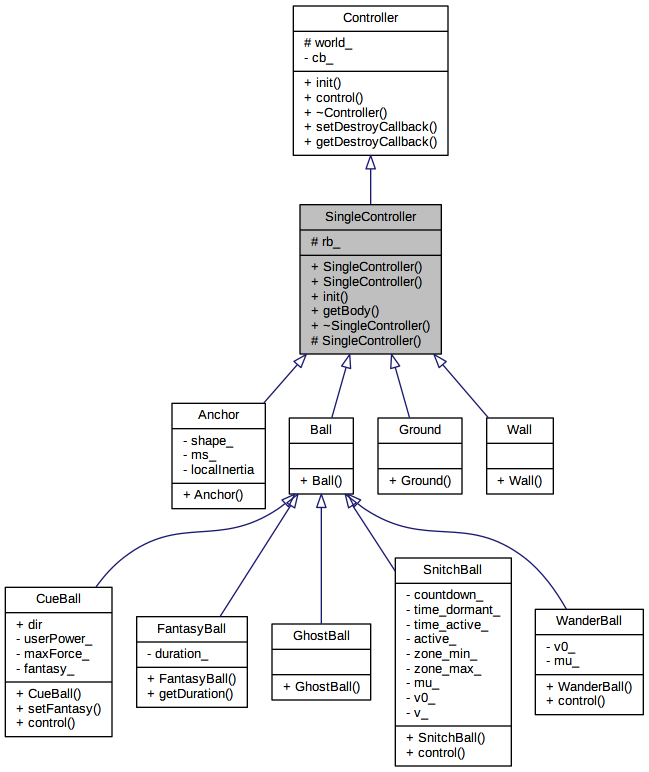 Controller
# world_
- cb_
+ init()
+ control()
+ ~Controller()
+ setDestroyCallback()
+ getDestroyCallback()
SingleController
# rb_
+ SingleController()
+ SingleController()
+ init()
+ getBody()
+ ~SingleController()
# SingleController()
Anchor
- shape_
- ms_
- localInertia
+ Anchor()
Ball
+ Ball()
Ground
+ Ground()
Wall
+ Wall()
CueBall
+ dir
- userPower_
- maxForce_
- fantasy_
+ CueBall()
+ setFantasy()
+ control()
FantasyBall
- duration_
+ FantasyBall()
+ getDuration()
GhostBall
+ GhostBall()
SnitchBall
- countdown_
- time_dormant_
- time_active_
- active_
- zone_min_
- zone_max_
- mu_
- v0_
- v_
+ SnitchBall()
+ control()
WanderBall
- v0_
- mu_
+ WanderBall()
+ control()